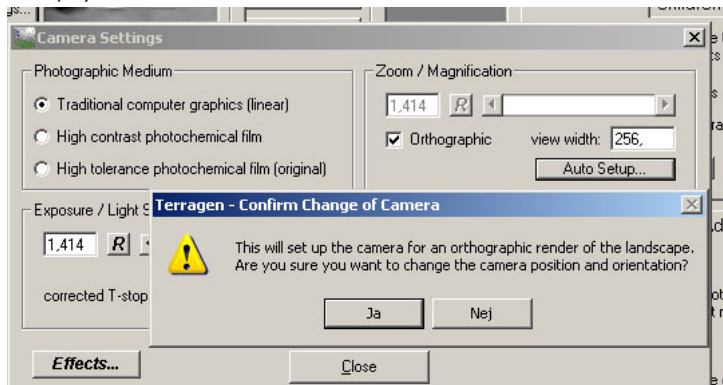 Camera Settings
Photographic Medium
Traditional computer graphics (linear)
High contrast photochemical film
High tolerance photochemical film (original)
Zoom / Magnification
1,414 R
Orthographic view width: 256,
Auto Setup...
Exposure / Light S
1,414 R
corrected T-stop
Terragen - Confirm Change of Camera
This will set up the camera for an orthographic render of the landscape.
Are you sure you want to change the camera position and orientation?
Ja Nej
Effects... Close